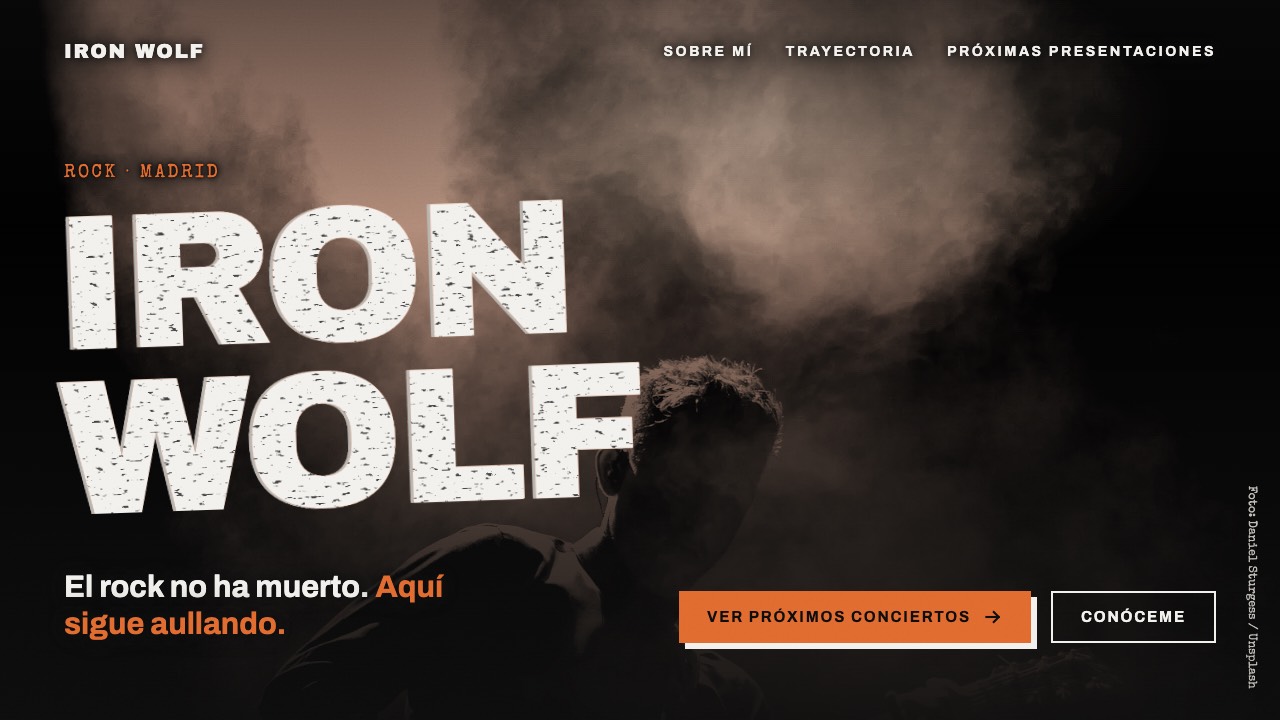 IRON WOLF
SOBRE MÍ
TRAYECTORIA
PRÓXIMAS PRESENTACIONES
ROCK · MADRID
IRON
WOLF
El rock no ha muerto. Aquí
sigue aullando.
VER PRÓXIMOS CONCIERTOS →
CONÓCEME
Foto: Daniel Sturgess / Unsplash